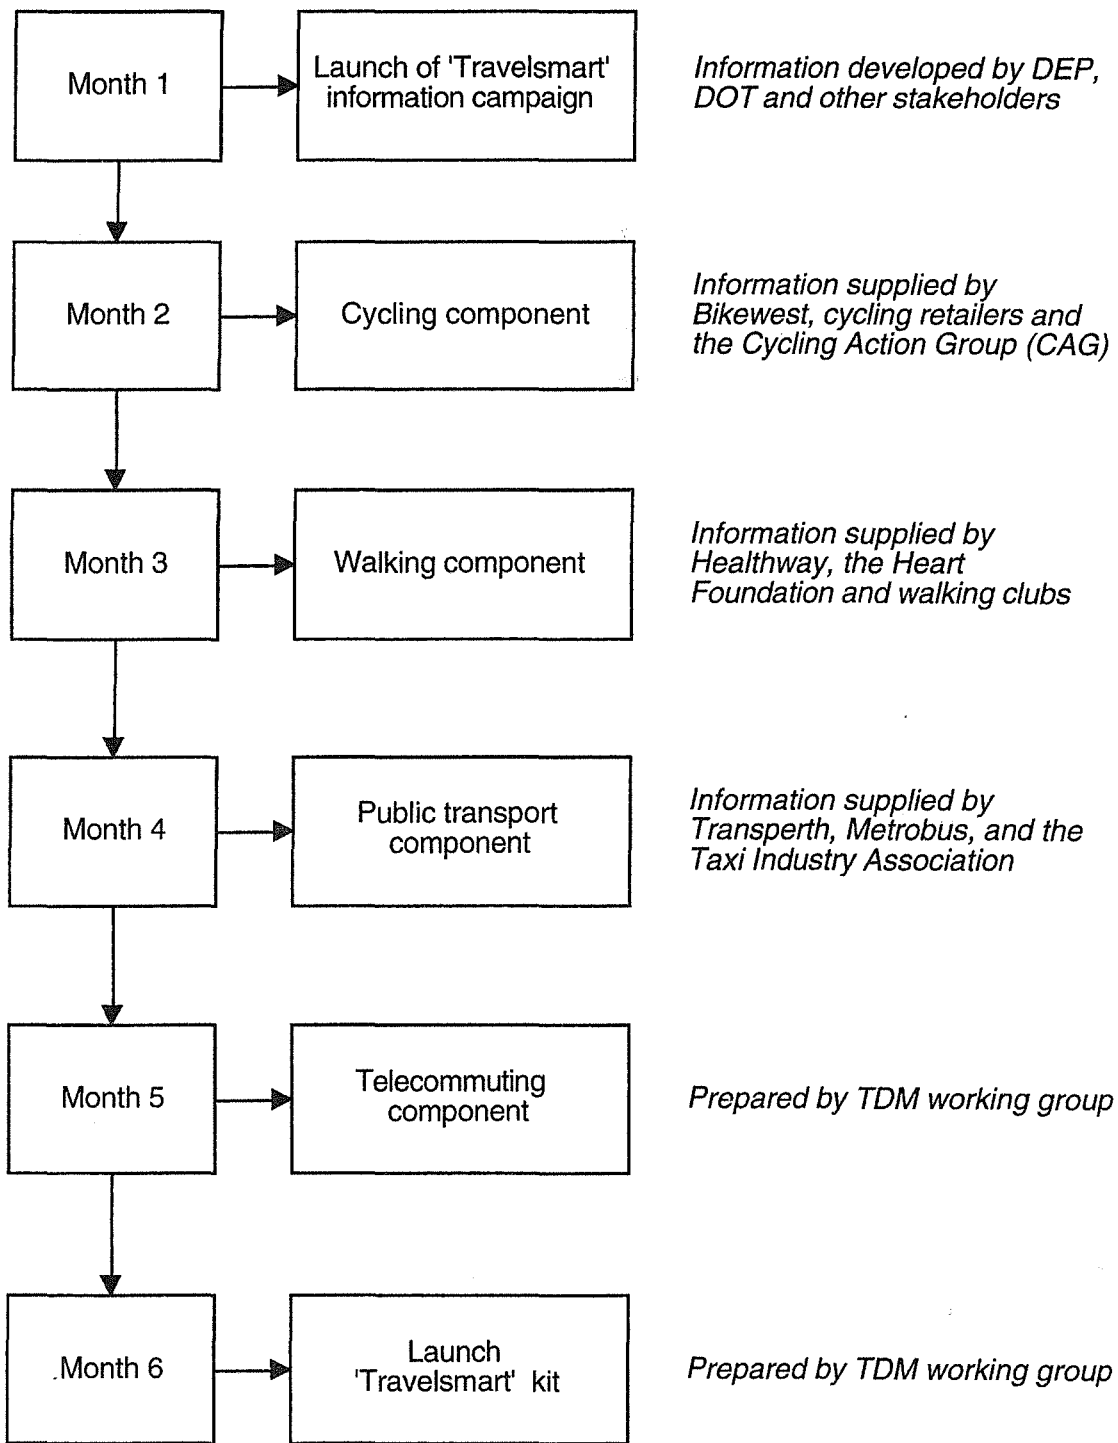 Month 1
Launch of 'Travelsmart'
information campaign
Information developed by DEP,
DOT and other stakeholders
Month 2
Cycling component
Information supplied by
Bikewest, cycling retailers and
the Cycling Action Group (CAG)
Month 3
Walking component
Information supplied by
Healthway, the Heart
Foundation and walking clubs
Month 4
Public transport
component
Information supplied by
Transperth, Metrobus, and the
Taxi Industry Association
Month 5
Telecommuting
component
Prepared by TDM working group
Month 6
Launch
'Travelsmart' kit
Prepared by TDM working group